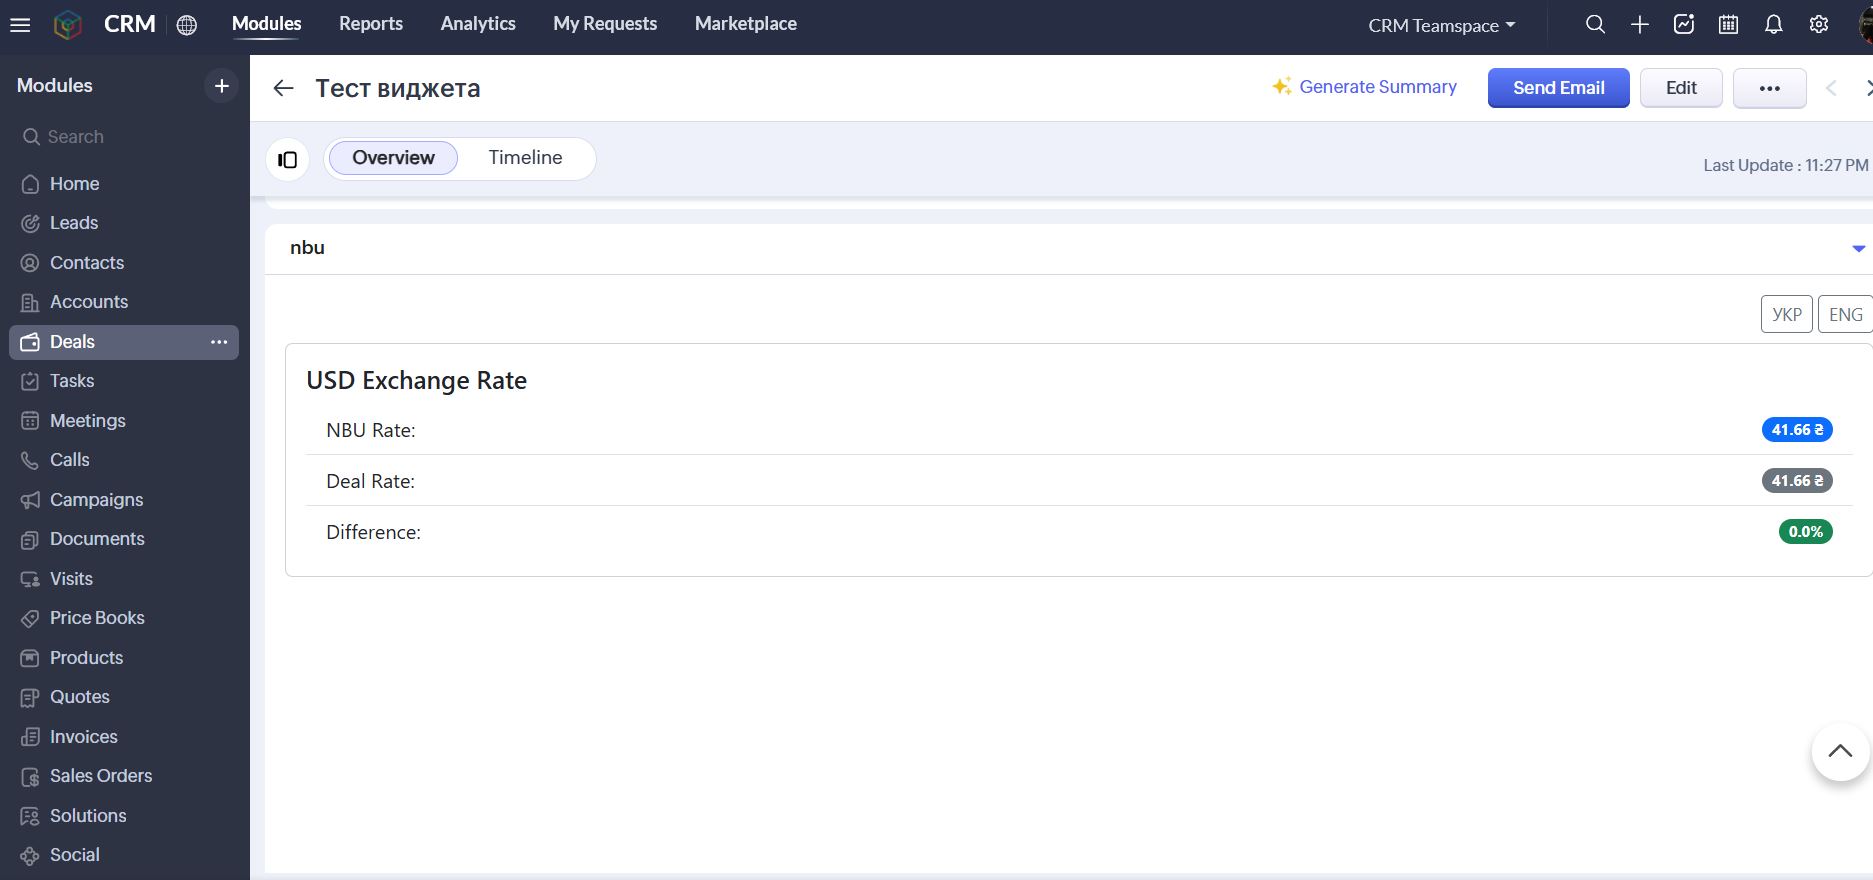 CRM
Modules
Reports
Analytics
My Requests
Marketplace
CRM Teamspace
Modules
Search
Home
Leads
Contacts
Accounts
Deals
Tasks
Meetings
Calls
Campaigns
Documents
Visits
Price Books
Products
Quotes
Invoices
Sales Orders
Solutions
Social
Тест виджета
Generate Summary
Send Email
Edit
Overview
Timeline
Last Update : 11:27 PM
nbu
УКР
ENG
USD Exchange Rate
NBU Rate:
41.66 ₴
Deal Rate:
41.66 ₴
Difference:
0.0%